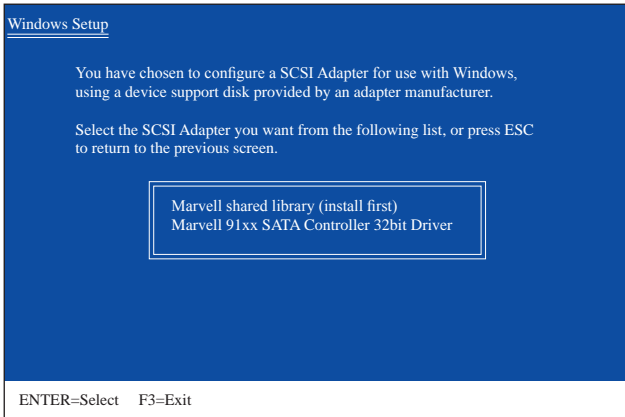 Windows Setup
You have chosen to configure a SCSI Adapter for use with Windows,
using a device support disk provided by an adapter manufacturer.
Select the SCSI Adapter you want from the following list, or press ESC
to return to the previous screen.
Marvell shared library (install first)
Marvell 91xx SATA Controller 32bit Driver
ENTER=Select F3=Exit